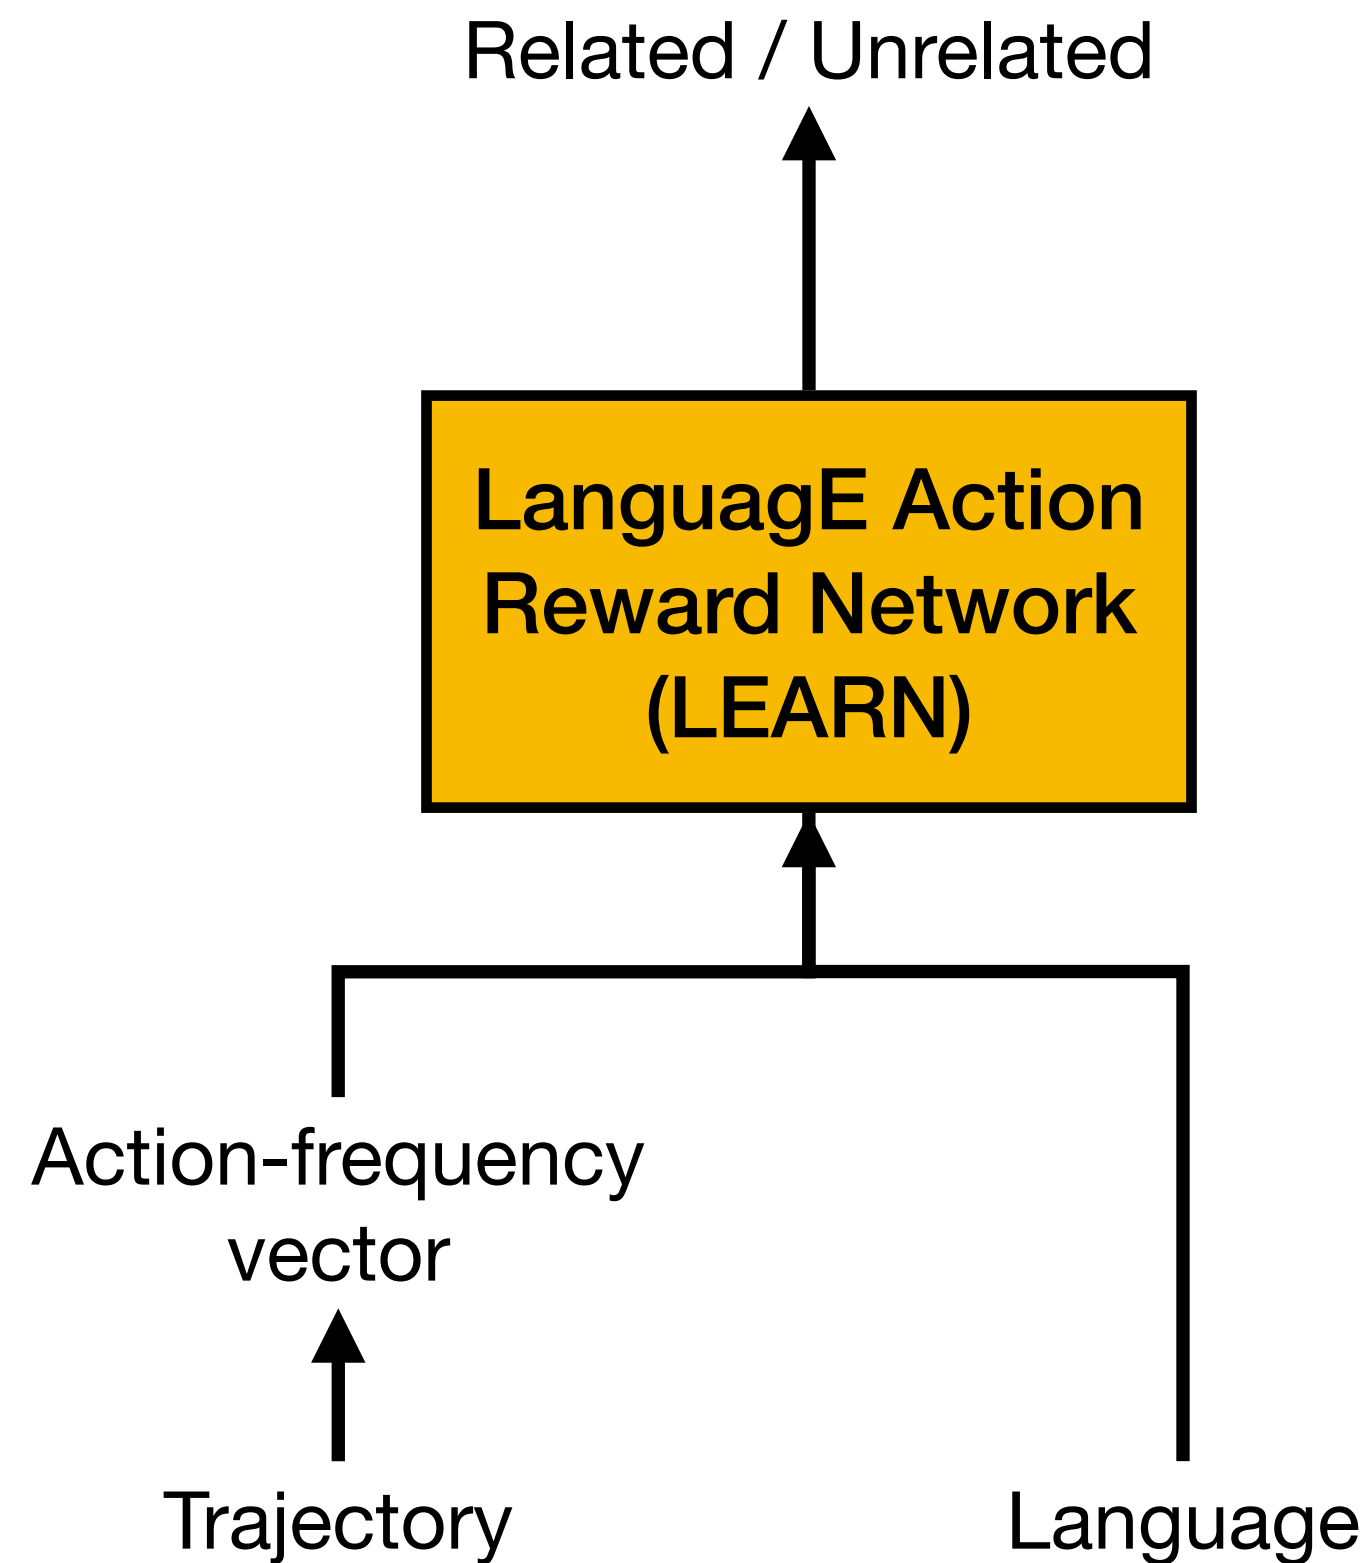 Related / Unrelated
LanguagE Action
Reward Network
(LEARN)
Action-frequency
vector
Trajectory
Language